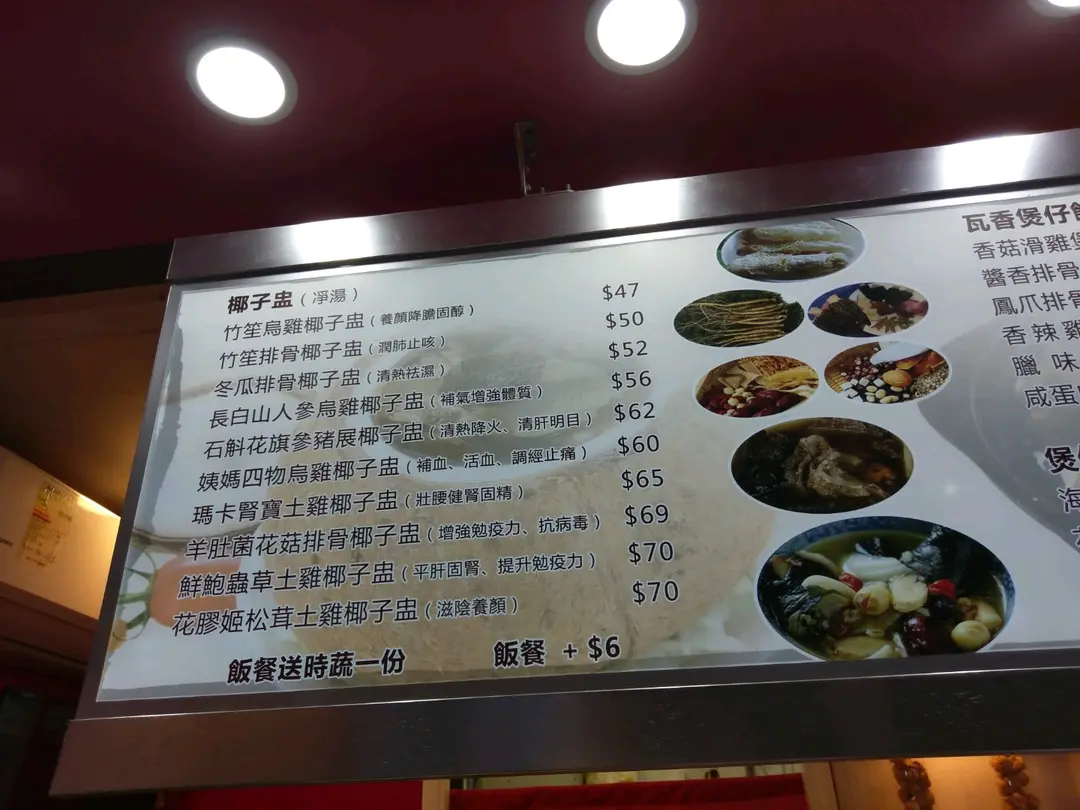 椰子盅（凈湯）
竹笙烏雞椰子盅（養顏降膽固醇） $47
竹笙排骨椰子盅（潤肺止咳） $50
冬瓜排骨椰子盅（清熱祛濕） $52
長白山人參烏雞椰子盅（補氣增強體質） $56
石斛花旗參豬展椰子盅（清熱降火、清肝明目） $62
姨媽四物烏雞椰子盅（補血、活血、調經止痛） $60
瑪卡腎寶土雞椰子盅（壯腰健腎固精） $65
羊肚菌花菇排骨椰子盅（增強勉疫力、抗病毒） $69
鮮鮑蟲草土雞椰子盅（平肝固腎、提升勉疫力） $70
花膠姬松茸土雞椰子盅（滋陰養顏） $70
飯餐送時蔬一份 飯餐 + $6
瓦香煲仔飯
香菇滑雞
醬香排骨
鳳爪排骨
香辣雞
臘味
咸蛋
煲
海